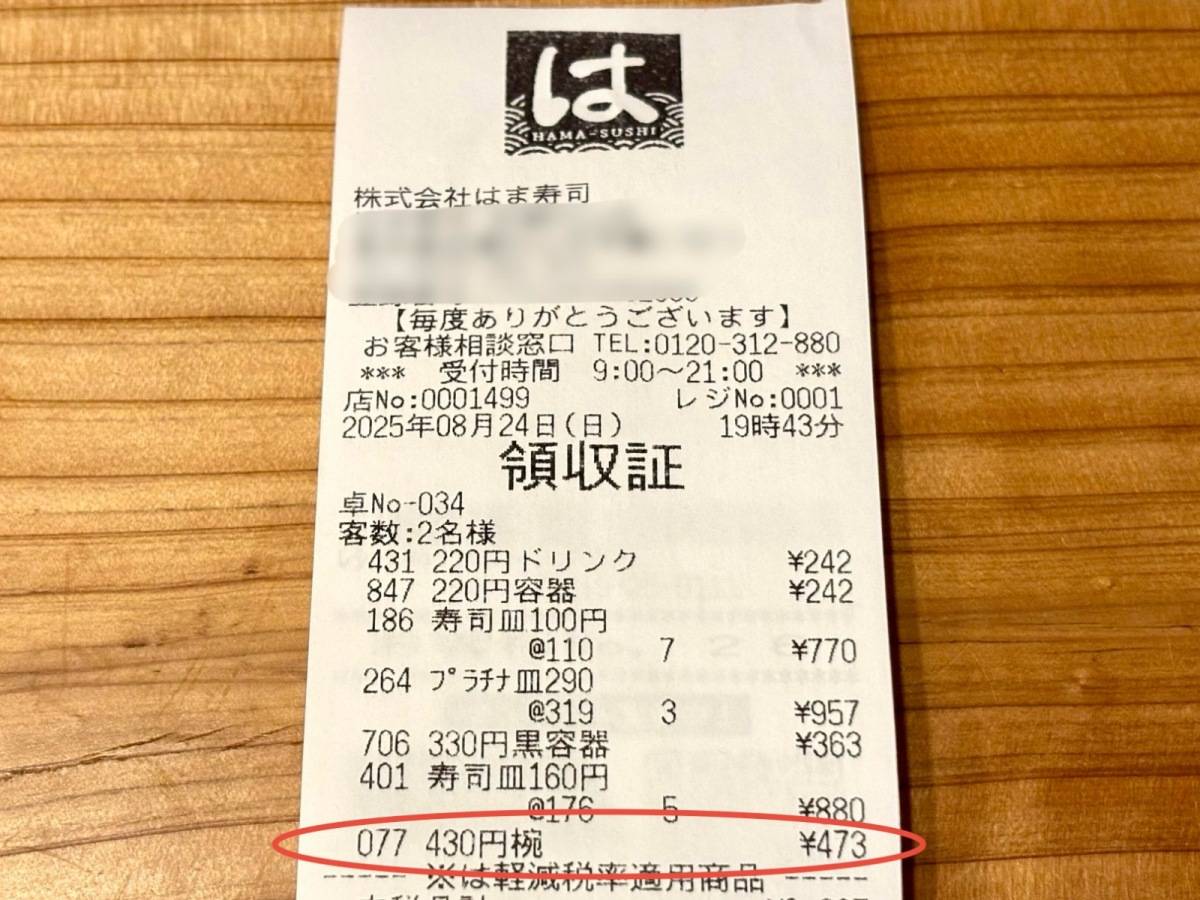 は
HAMA-SUSHI
株式会社はま寿司
【毎度ありがとうございます】
お客様相談窓口 TEL:0120-312-880
*** 受付時間 9:00～21:00 ***
店No:0001499 レジNo:0001
2025年08月24日(日) 19時43分
領収証
卓No-034
客数:2名様
431 220円ドリンク ¥242
847 220円容器 ¥242
186 寿司皿100円
@110 7 ¥770
264 プラチナ皿290
@319 3 ¥957
706 330円黒容器 ¥363
401 寿司皿160円
@176 5 ¥880
077 430円椀 ¥473
----- ※は軽減税率適用商品 -----